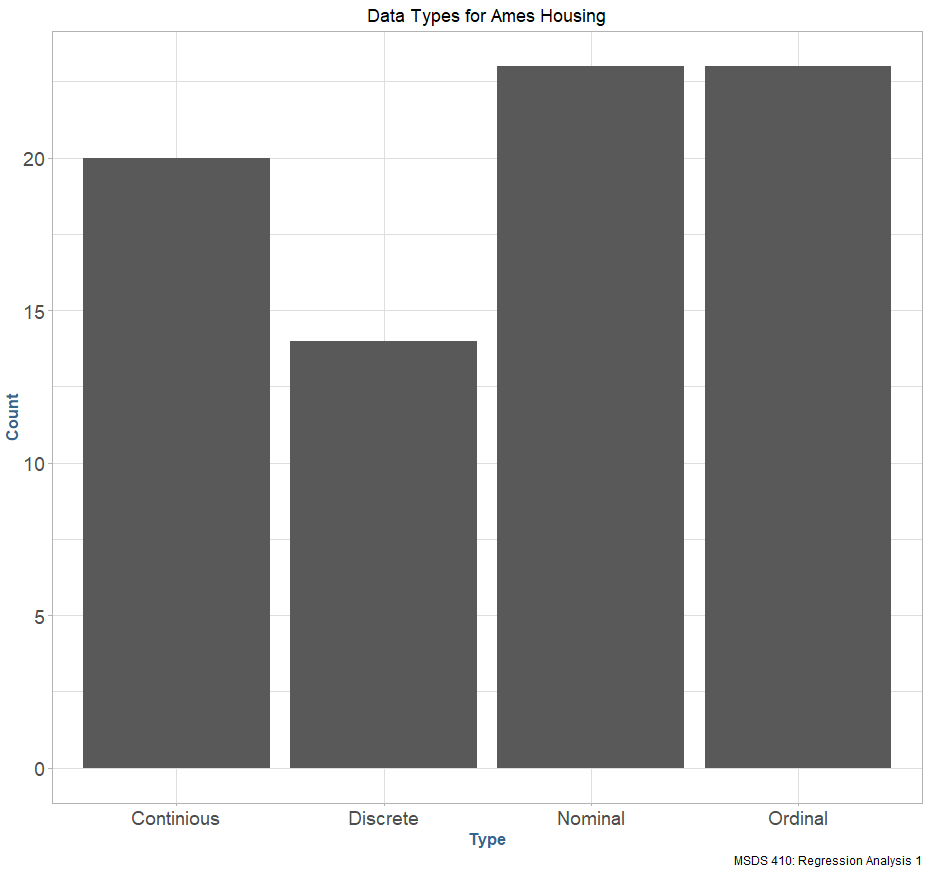 Data Types for Ames Housing
Count
20
15
10
5
0
Continious Discrete Nominal Ordinal
Type
MSDS 410: Regression Analysis 1